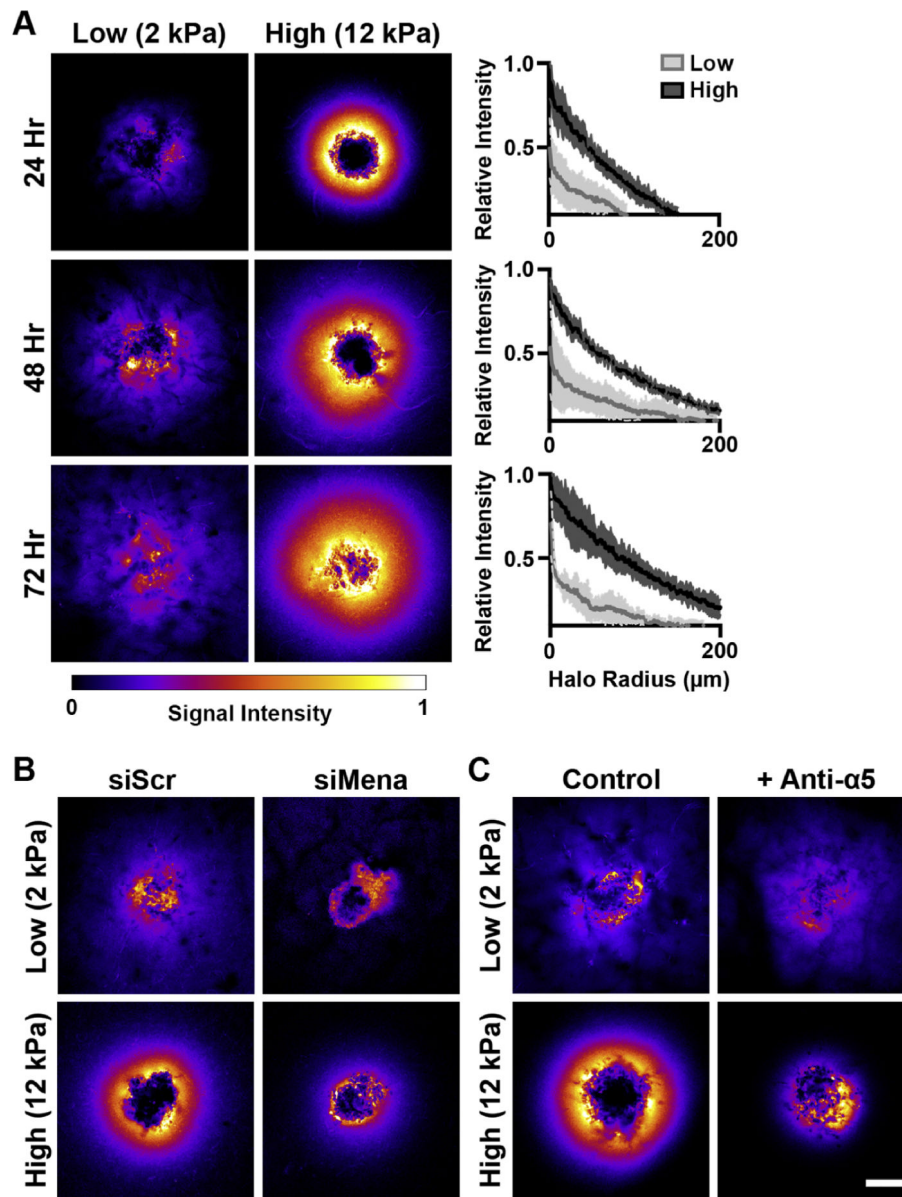 A
Low (2 kPa) High (12 kPa)
24 Hr
48 Hr
72 Hr
0 1
Signal Intensity
Low
High
Relative Intensity
1.0
0.5
0 200
Relative Intensity
1.0
0.5
0 200
Relative Intensity
1.0
0.5
0 200
Halo Radius (μm)
B
siScr siMena
Low (2 kPa)
High (12 kPa)
C
Control + Anti-α5
Low (2 kPa)
High (12 kPa)